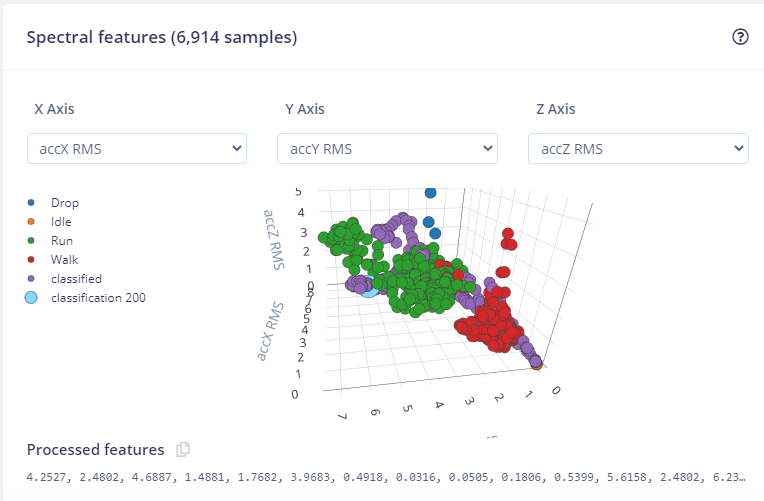 Spectral features (6,914 samples)
X Axis
Y Axis
Z Axis
accX RMS
accY RMS
accZ RMS
Drop
Idle
Run
Walk
classified
classification 200
accZ RMS
5
4
3
2
1
0
accX RMS
8
7
6
5
4
3
2
1
0
7
6
5
4
3
2
1
0
Processed features
4.2527, 2.4802, 4.6887, 1.4881, 1.7682, 3.9683, 0.4918, 0.0316, 0.0505, 0.1806, 0.5399, 5.6158, 2.4802, 6.23…